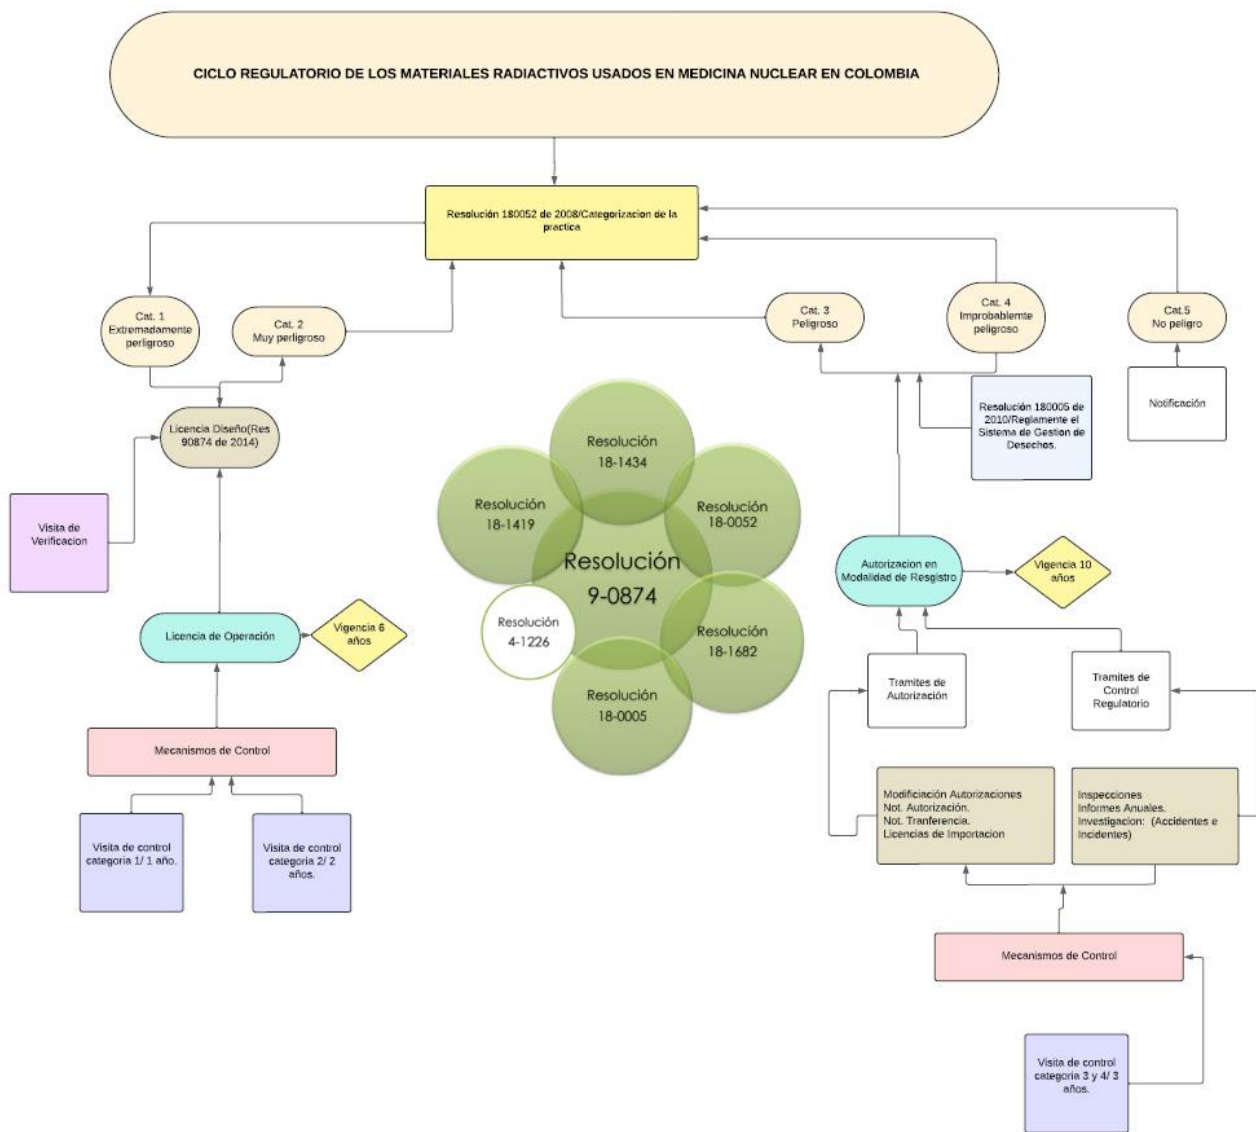 CICLO REGULATORIO DE LOS MATERIALES RADIACTIVOS USADOS EN MEDICINA NUCLEAR EN COLOMBIA
Resolución 180052 de 2008/Categorizacion de la
practica
Cat. 1
Extremadamente
perligroso
Cat. 2
Muy perligroso
Cat. 3
Peligroso
Cat. 4
Improbablemte
peligroso
Cat.5
No peligro
Licencia Diseño(Res
90874 de 2014)
Resolución 180005 de
2010/Reglamente el
Sistema de Gestion de
Desechos.
Notificación
Visita de
Verificacion
Resolución
18-1434
Resolución
18-1419
Resolución
18-0052
Resolución
9-0874
Resolución
4-1226
Resolución
18-1682
Resolución
18-0005
Autorizacion en
Modalidad de Resgistro
Vigencia 10
años
Licencia de Operación
Vigencia 6
años
Tramites de
Autorización
Tramites de
Control
Regulatorio
Mecanismos de Control
Modificiación Autorizaciones
Not. Autorización.
Not. Tranferencia.
Licencias de Importacion
Inspecciones
Informes Anuales.
Investigacion: (Accidentes e
Incidentes)
Visita de control
categoria 1/ 1 año.
Visita de control
categoria 2/ 2
años.
Mecanismos de Control
Visita de control
categoria 3 y 4/ 3
años.